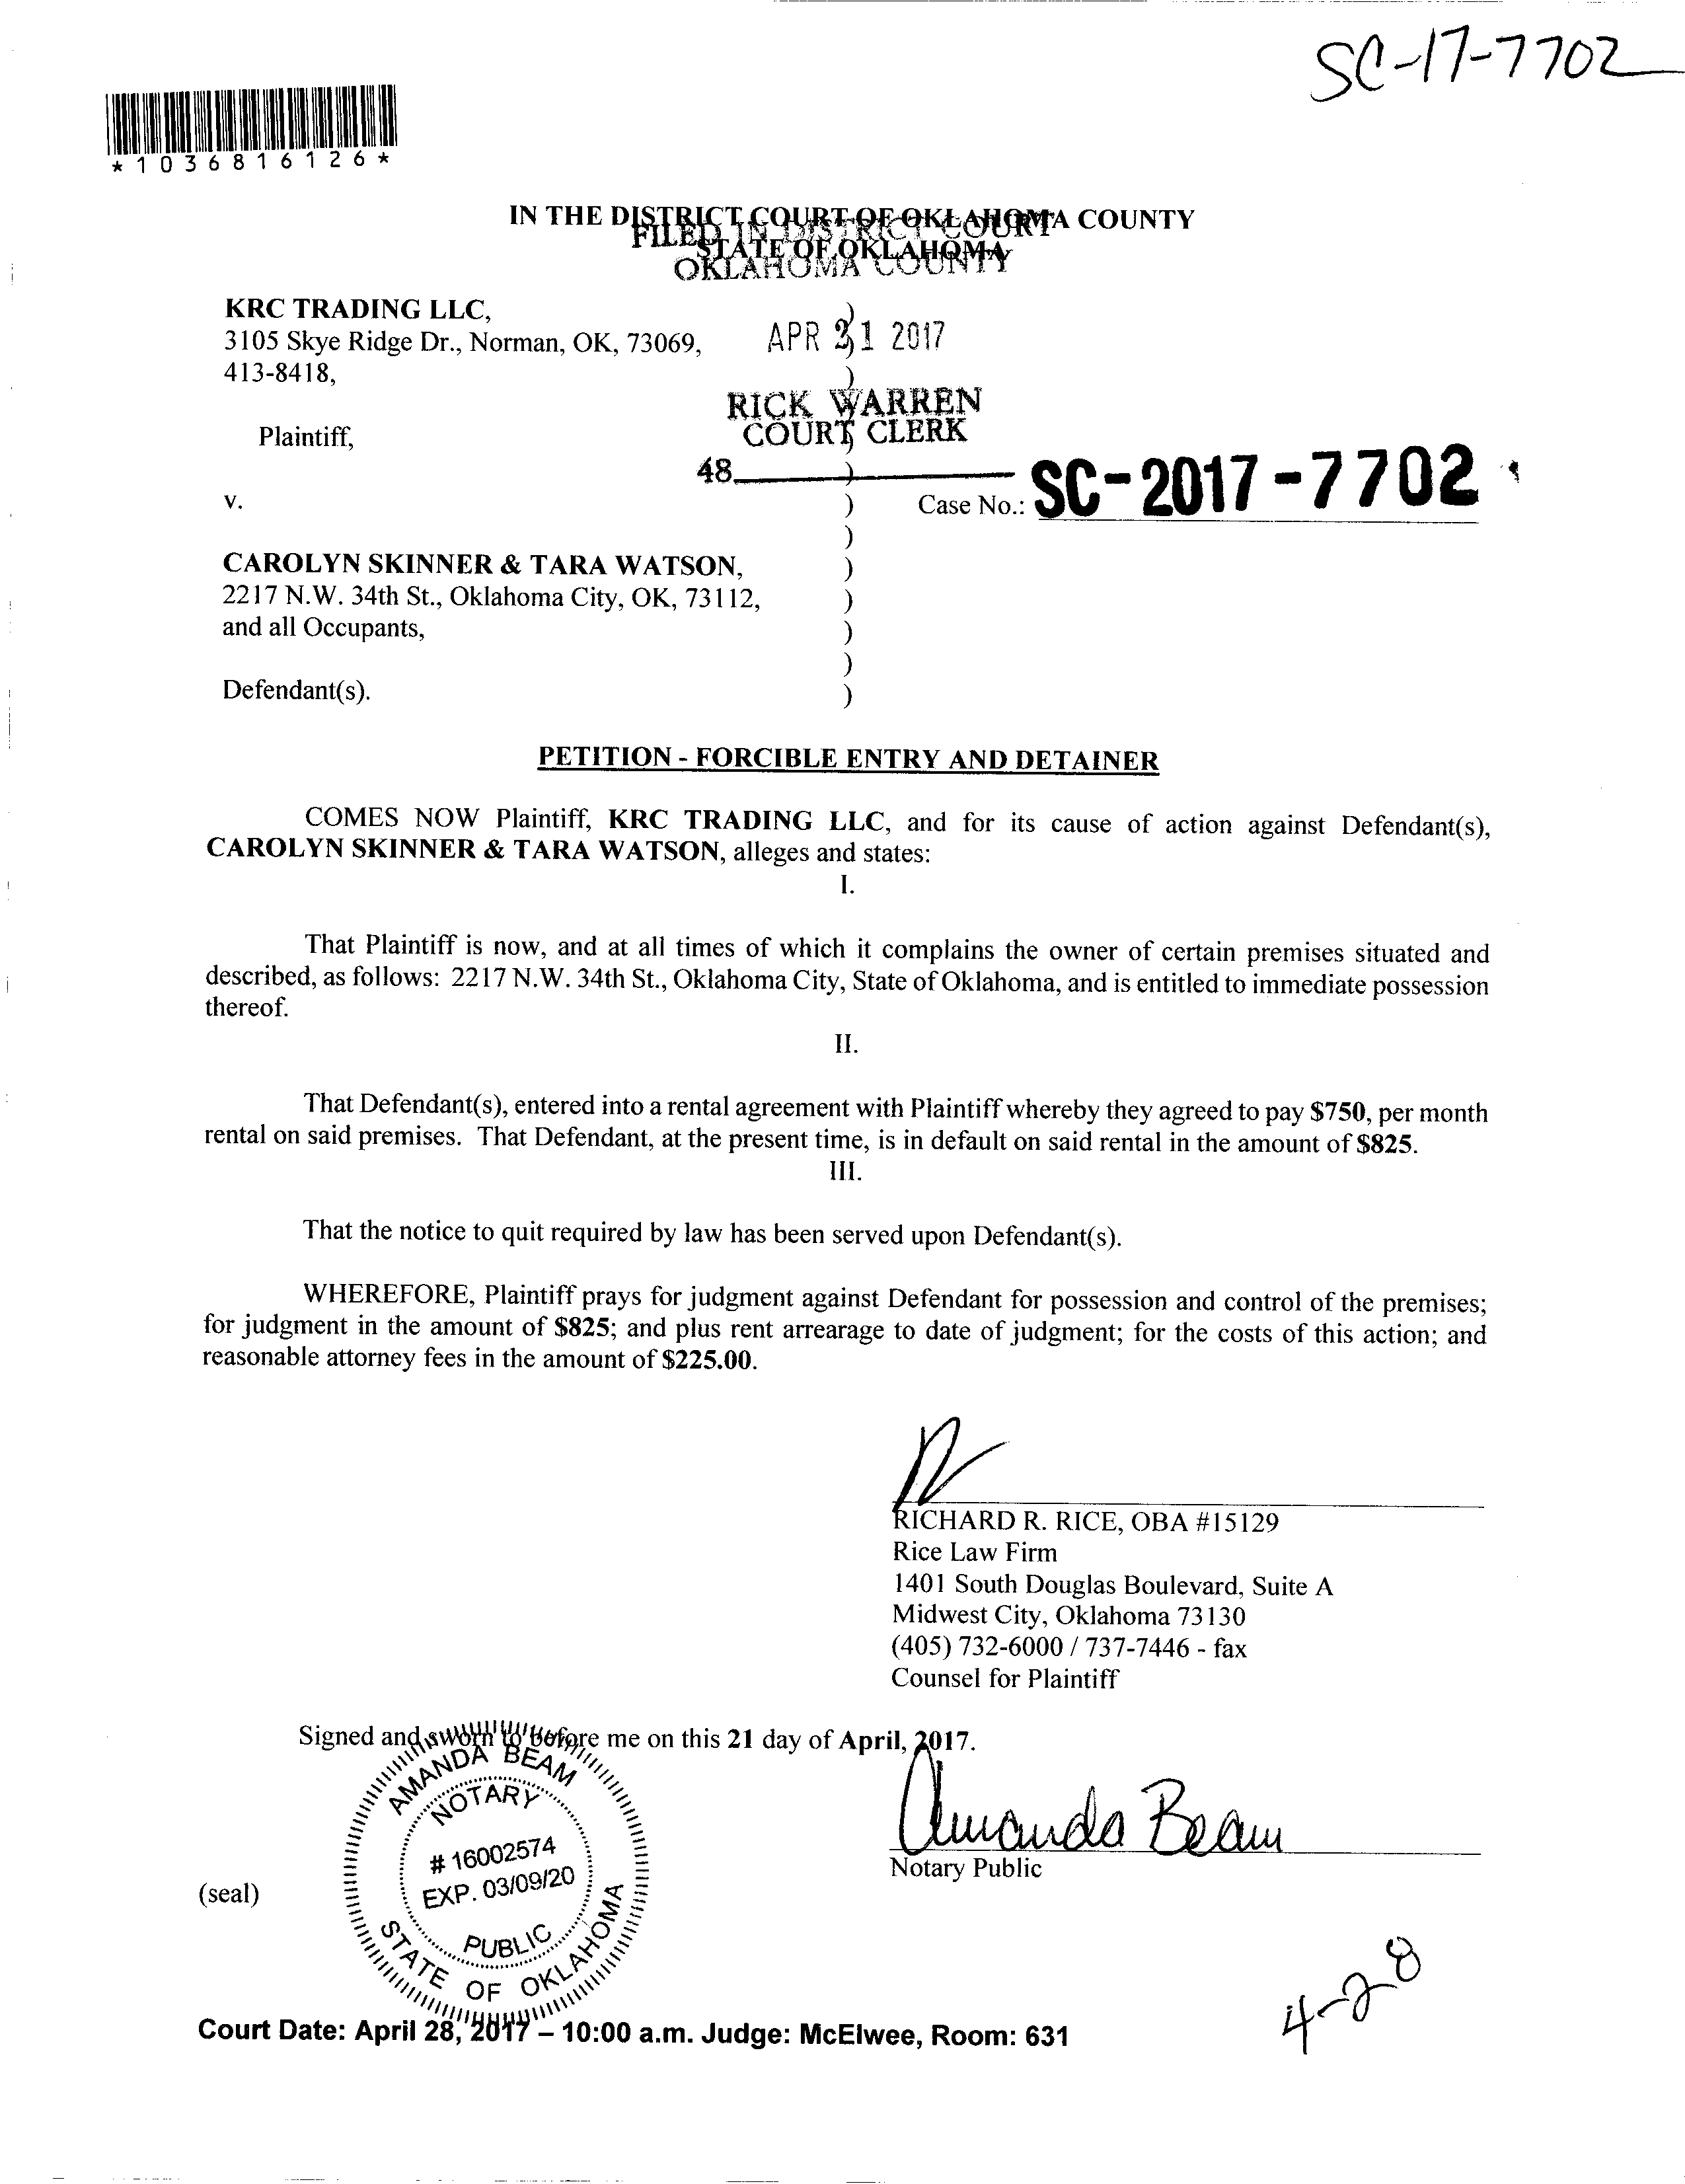 SC-17-7702
*1036816126*
IN THE DISTRICT COURT OF OKLAHOMA COUNTY
STATE OF OKLAHOMA
FILED IN DISTRICT COURT
OKLAHOMA COUNTY
KRC TRADING LLC,
3105 Skye Ridge Dr., Norman, OK, 73069,
413-8418,
Plaintiff,
)
APR 21 2017
)
)
RICK WARREN
COURT CLERK
)
48
)
v.
) Case No.: SC-2017-7702
)
CAROLYN SKINNER & TARA WATSON, )
2217 N.W. 34th St., Oklahoma City, OK, 73112, )
and all Occupants, )
)
Defendant(s). )
PETITION - FORCIBLE ENTRY AND DETAINER
COMES NOW Plaintiff, KRC TRADING LLC, and for its cause of action against Defendant(s),
CAROLYN SKINNER & TARA WATSON, alleges and states:
I.
That Plaintiff is now, and at all times of which it complains the owner of certain premises situated and
described, as follows: 2217 N.W. 34th St., Oklahoma City, State of Oklahoma, and is entitled to immediate possession
thereof.
II.
That Defendant(s), entered into a rental agreement with Plaintiff whereby they agreed to pay $750, per month
rental on said premises. That Defendant, at the present time, is in default on said rental in the amount of $825.
III.
That the notice to quit required by law has been served upon Defendant(s).
WHEREFORE, Plaintiff prays for judgment against Defendant for possession and control of the premises;
for judgment in the amount of $825; and plus rent arrearage to date of judgment; for the costs of this action; and
reasonable attorney fees in the amount of $225.00.
RICHARD R. RICE, OBA #15129
Rice Law Firm
1401 South Douglas Boulevard, Suite A
Midwest City, Oklahoma 73130
(405) 732-6000 / 737-7446 - fax
Counsel for Plaintiff
Signed and sworn to before me on this 21 day of April, 2017.
AMANDA BEAM
NOTARY
# 16002574
EXP. 03/09/20
PUBLIC
STATE OF OKLAHOMA
Amanda Beam
Notary Public
(seal)
4-28
Court Date: April 28, 2017 – 10:00 a.m. Judge: McElwee, Room: 631